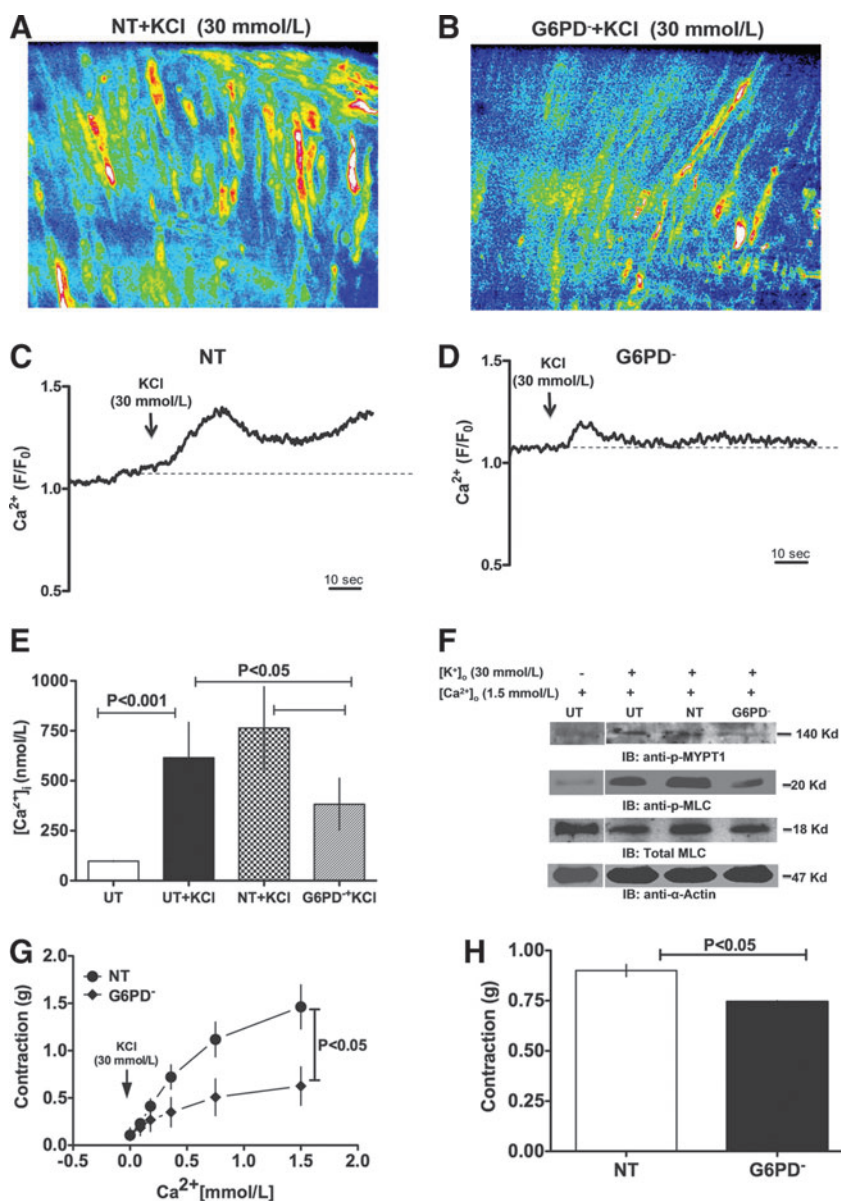 A
NT+KCl (30 mmol/L)
B
G6PD-+KCl (30 mmol/L)
C
NT
KCl
(30 mmol/L)
1.5
1.0
0.5
Ca2+ (F/F0)
10 sec
D
G6PD-
KCl
(30 mmol/L)
1.5
1.0
0.5
Ca2+ (F/F0)
10 sec
E
P<0.05
P<0.001
1000
750
500
250
0
[Ca2+]i (nmol/L)
UT
UT+KCl
NT+KCl
G6PD-+KCl
F
[K+]o (30 mmol/L) - + + +
[Ca2+]o (1.5 mmol/L) + + + +
UT UT NT G6PD-
140 Kd
IB: anti-p-MYPT1
20 Kd
IB: anti-p-MLC
18 Kd
IB: Total MLC
47 Kd
IB: anti-α-Actin
G
NT
G6PD-
KCl
(30 mmol/L)
P<0.05
2.0
1.5
1.0
0.5
0.0
Contraction (g)
-0.5 0.0 0.5 1.0 1.5 2.0
Ca2+[mmol/L]
H
P<0.05
1.00
0.75
0.50
0.25
0.00
Contraction (g)
NT
G6PD-